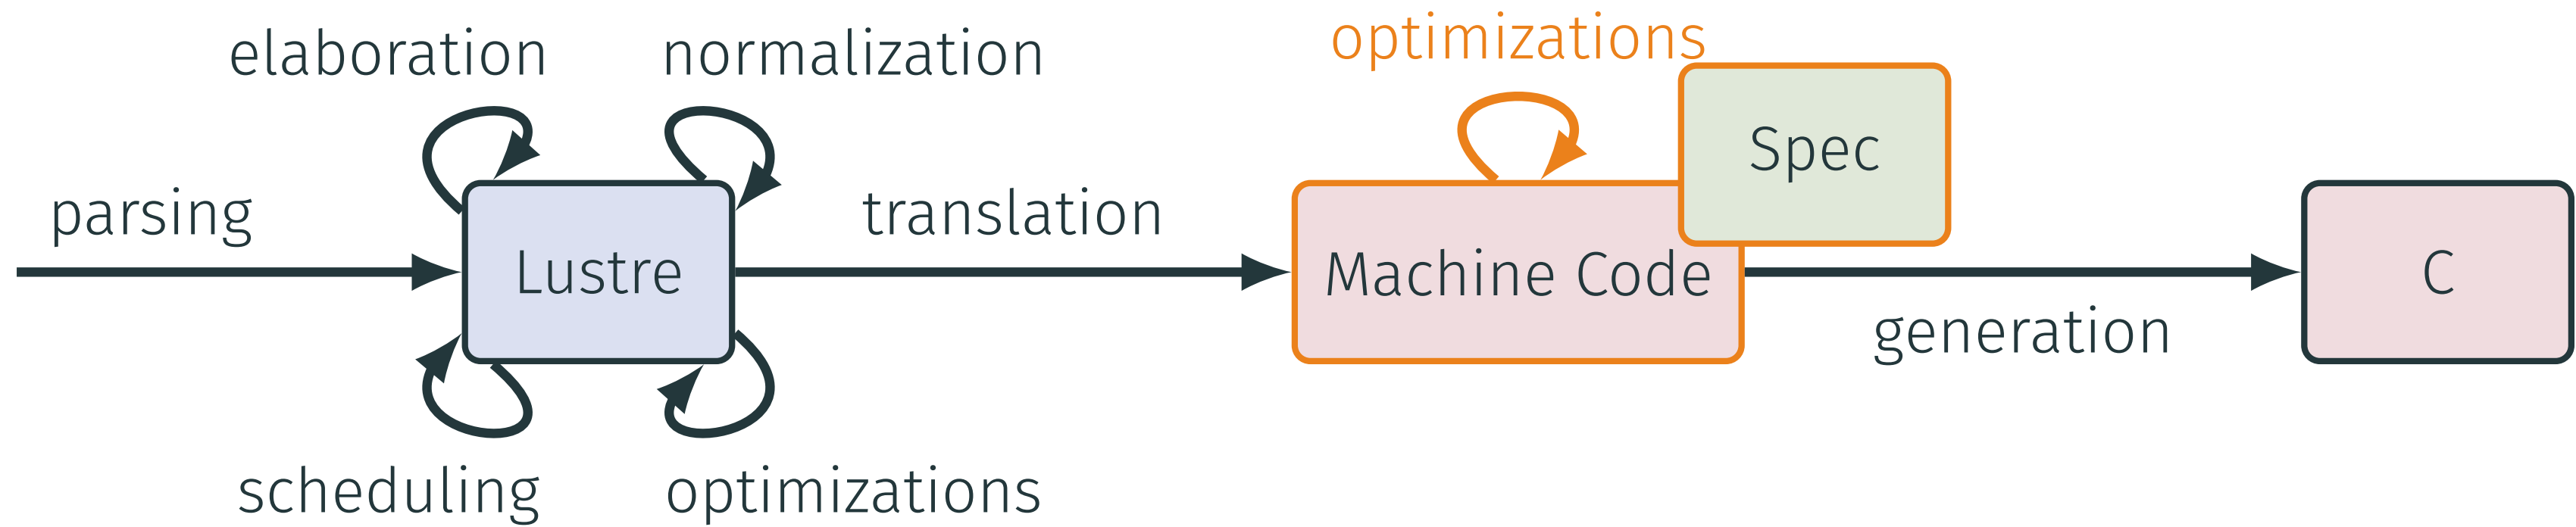 elaboration
normalization
optimizations
Spec
parsing
translation
Lustre
Machine Code
C
generation
scheduling
optimizations